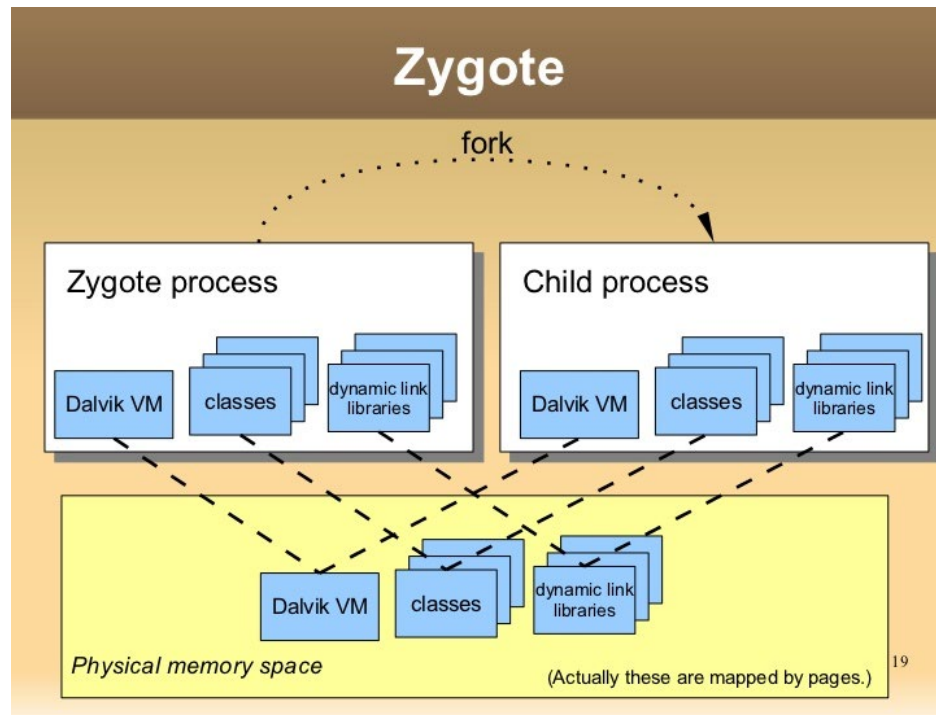 Zygote
fork
Zygote process
Dalvik VM
classes
dynamic link
libraries
Child process
Dalvik VM
classes
dynamic link
libraries
Dalvik VM
classes
dynamic link
libraries
Physical memory space
(Actually these are mapped by pages.)
19